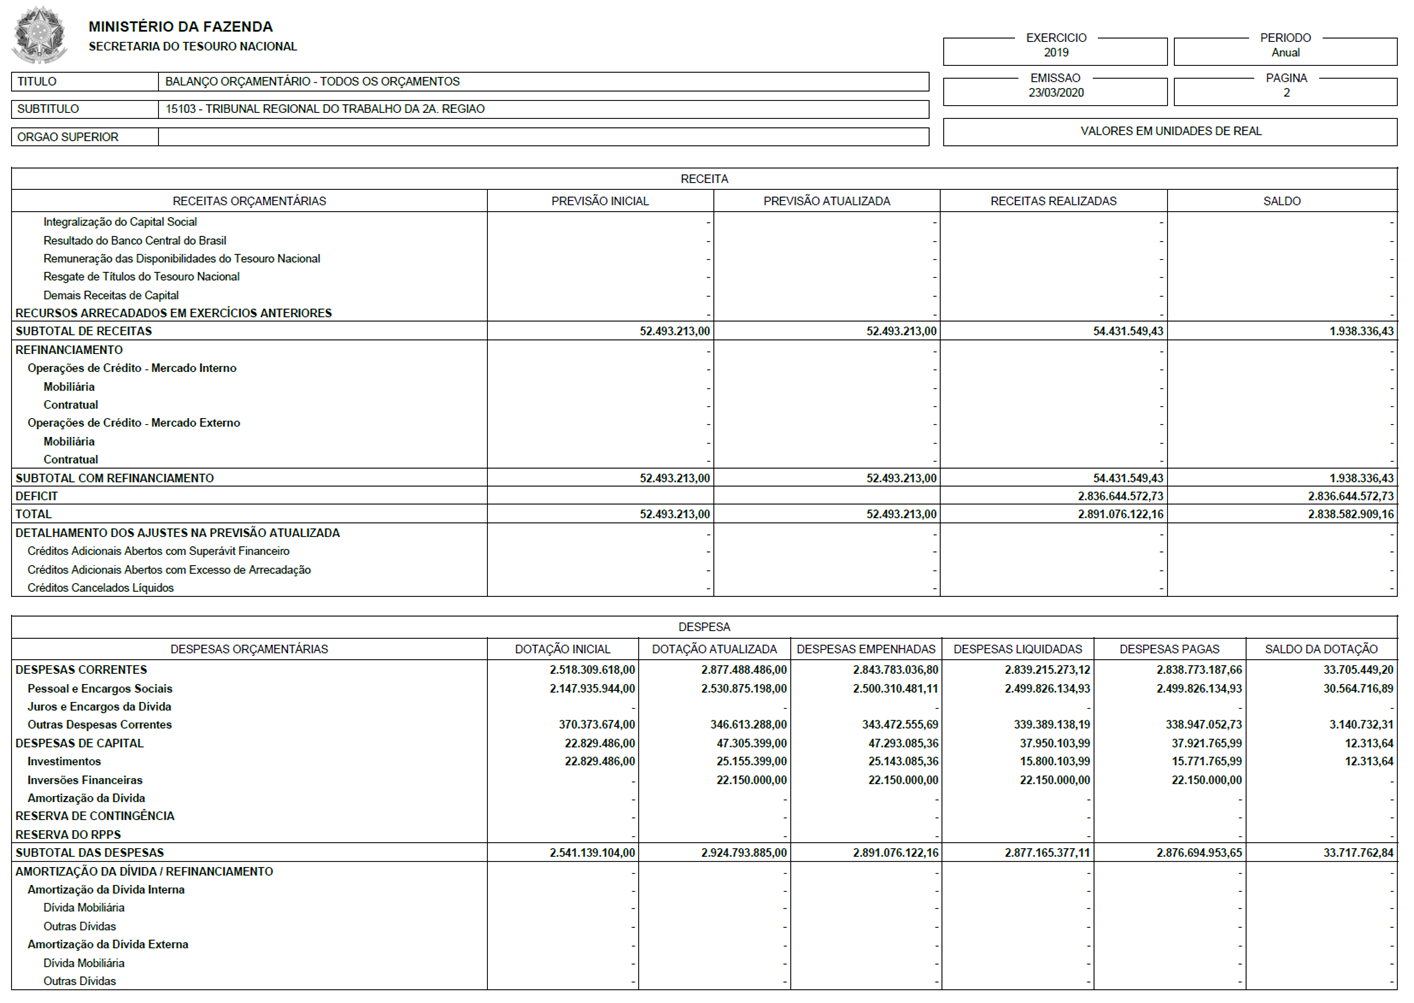 MINISTÉRIO DA FAZENDA
SECRETARIA DO TESOURO NACIONAL
EXERCICIO
2019
PERIODO
Anual
EMISSAO
23/03/2020
PAGINA
2
TITULO BALANÇO ORÇAMENTÁRIO - TODOS OS ORÇAMENTOS
SUBTITULO 15103 - TRIBUNAL REGIONAL DO TRABALHO DA 2A. REGIAO
ORGAO SUPERIOR
VALORES EM UNIDADES DE REAL
RECEITA
RECEITAS ORÇAMENTÁRIAS PREVISÃO INICIAL PREVISÃO ATUALIZADA RECEITAS REALIZADAS SALDO
Integralização do Capital Social - - - -
Resultado do Banco Central do Brasil - - - -
Remuneração das Disponibilidades do Tesouro Nacional - - - -
Resgate de Títulos do Tesouro Nacional - - - -
Demais Receitas de Capital - - - -
RECURSOS ARRECADADOS EM EXERCÍCIOS ANTERIORES - - - -
SUBTOTAL DE RECEITAS 52.493.213,00 52.493.213,00 54.431.549,43 1.938.336,43
REFINANCIAMENTO - - - -
Operações de Crédito - Mercado Interno - - - -
Mobiliária - - - -
Contratual - - - -
Operações de Crédito - Mercado Externo - - - -
Mobiliária - - - -
Contratual - - - -
SUBTOTAL COM REFINANCIAMENTO 52.493.213,00 52.493.213,00 54.431.549,43 1.938.336,43
DEFICIT 2.836.644.572,73 2.836.644.572,73
TOTAL 52.493.213,00 52.493.213,00 2.891.076.122,16 2.838.582.909,16
DETALHAMENTO DOS AJUSTES NA PREVISÃO ATUALIZADA - - - -
Créditos Adicionais Abertos com Superávit Financeiro - - - -
Créditos Adicionais Abertos com Excesso de Arrecadação - - - -
Créditos Cancelados Líquidos - - - -
DESPESA
DESPESAS ORÇAMENTÁRIAS DOTAÇÃO INICIAL DOTAÇÃO ATUALIZADA DESPESAS EMPENHADAS DESPESAS LIQUIDADAS DESPESAS PAGAS SALDO DA DOTAÇÃO
DESPESAS CORRENTES 2.518.309.618,00 2.877.488.486,00 2.843.783.036,80 2.839.215.273,12 2.838.773.187,66 33.705.449,20
Pessoal e Encargos Sociais 2.147.935.944,00 2.530.875.198,00 2.500.310.481,11 2.499.826.134,93 2.499.826.134,93 30.564.716,89
Juros e Encargos da Dívida - - - - - -
Outras Despesas Correntes 370.373.674,00 346.613.288,00 343.472.555,69 339.389.138,19 338.947.052,73 3.140.732,31
DESPESAS DE CAPITAL 22.829.486,00 47.305.399,00 47.293.085,36 37.950.103,99 37.921.765,99 12.313,64
Investimentos 22.829.486,00 25.155.399,00 25.143.085,36 15.800.103,99 15.771.765,99 12.313,64
Inversões Financeiras - 22.150.000,00 22.150.000,00 22.150.000,00 22.150.000,00 -
Amortização da Dívida - - - - - -
RESERVA DE CONTINGÊNCIA - - - - - -
RESERVA DO RPPS - - - - - -
SUBTOTAL DAS DESPESAS 2.541.139.104,00 2.924.793.885,00 2.891.076.122,16 2.877.165.377,11 2.876.694.953,65 33.717.762,84
AMORTIZAÇÃO DA DÍVIDA / REFINANCIAMENTO - - - - - -
Amortização da Dívida Interna - - - - - -
Dívida Mobiliária - - - - - -
Outras Dívidas - - - - - -
Amortização da Dívida Externa - - - - - -
Dívida Mobiliária - - - - - -
Outras Dívidas - - - - - -